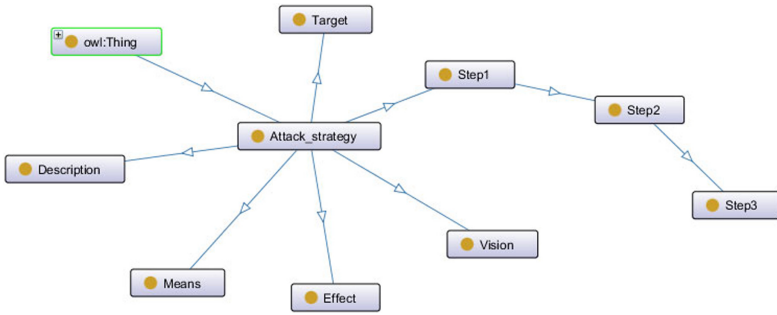 Target
owl:Thing
Step1
Step2
Attack_strategy
Description
Step3
Vision
Means
Effect